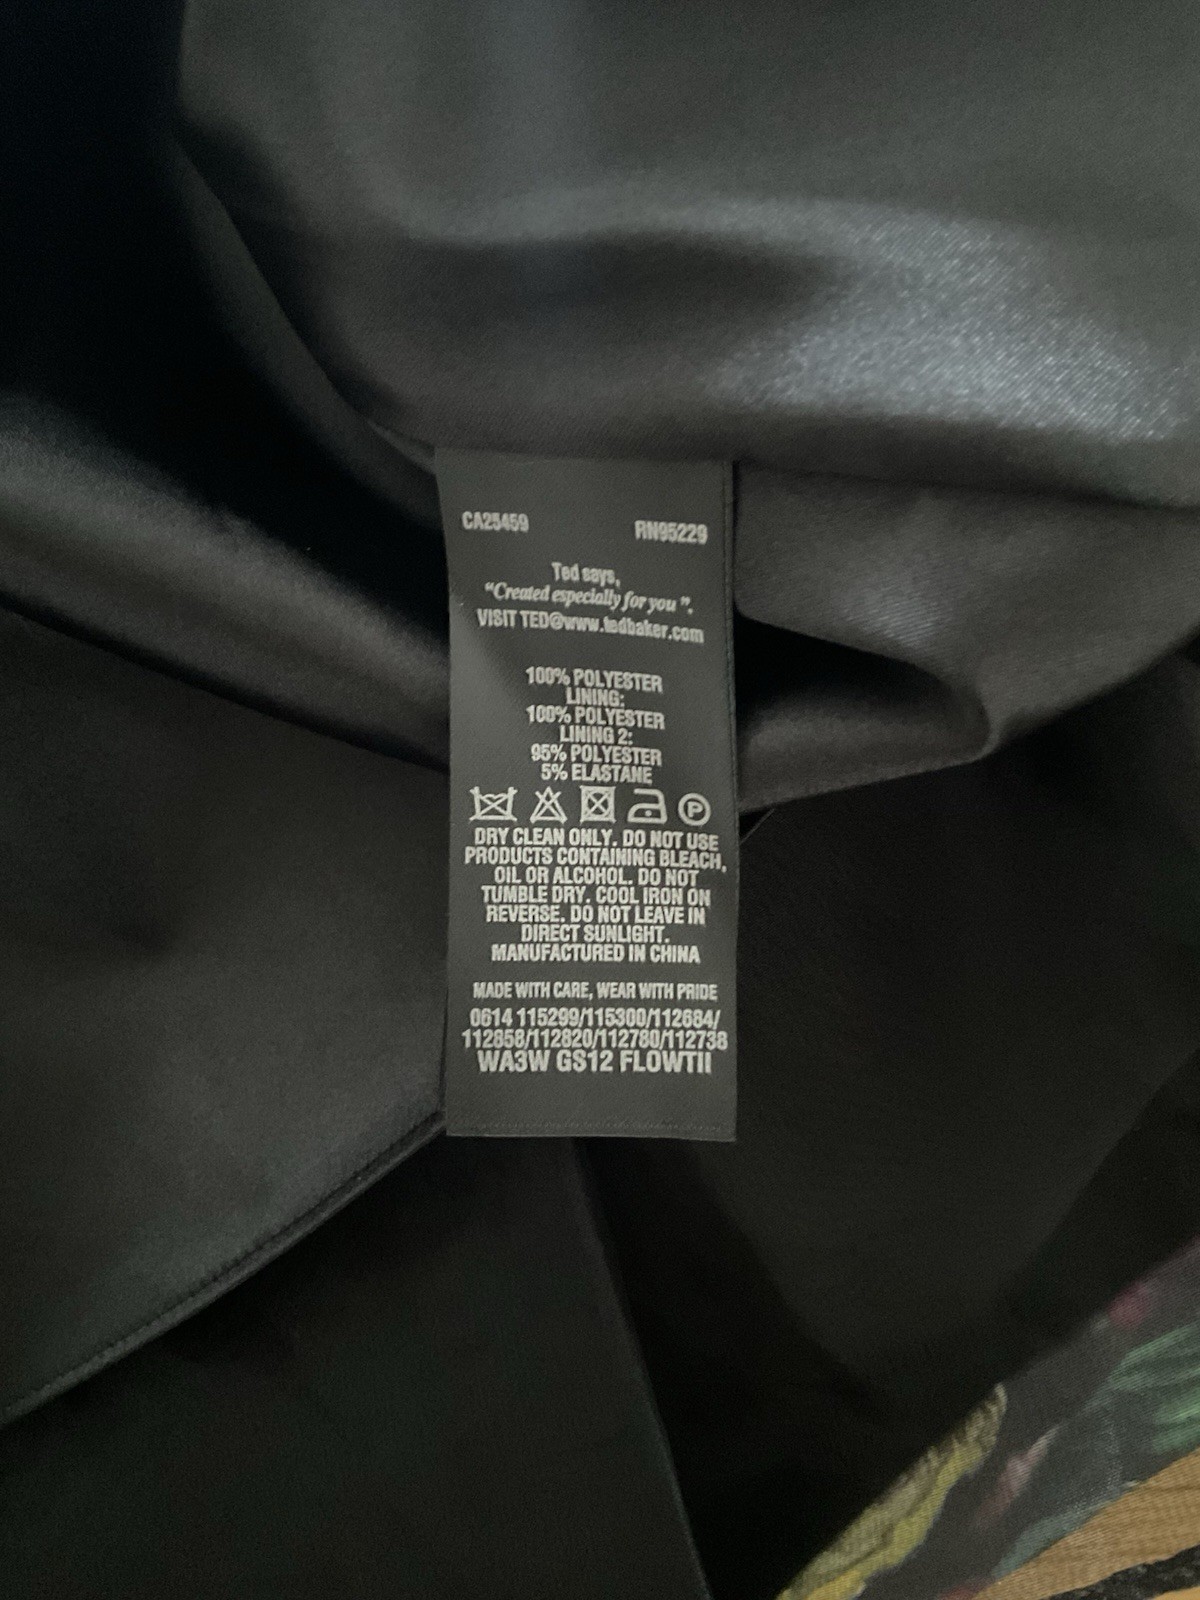 CA25459 RN95229
Ted says,
"Created especially for you".
VISIT TED@www.tedbaker.com
100% POLYESTER
LINING:
100% POLYESTER
LINING 2:
95% POLYESTER
5% ELASTANE
P
DRY CLEAN ONLY. DO NOT USE
PRODUCTS CONTAINING BLEACH,
OIL OR ALCOHOL. DO NOT
TUMBLE DRY. COOL IRON ON
REVERSE. DO NOT LEAVE IN
DIRECT SUNLIGHT.
MANUFACTURED IN CHINA
MADE WITH CARE, WEAR WITH PRIDE
0614 115299/115300/112684/
112858/112820/112780/112738
WA3W GS12 FLOWTII